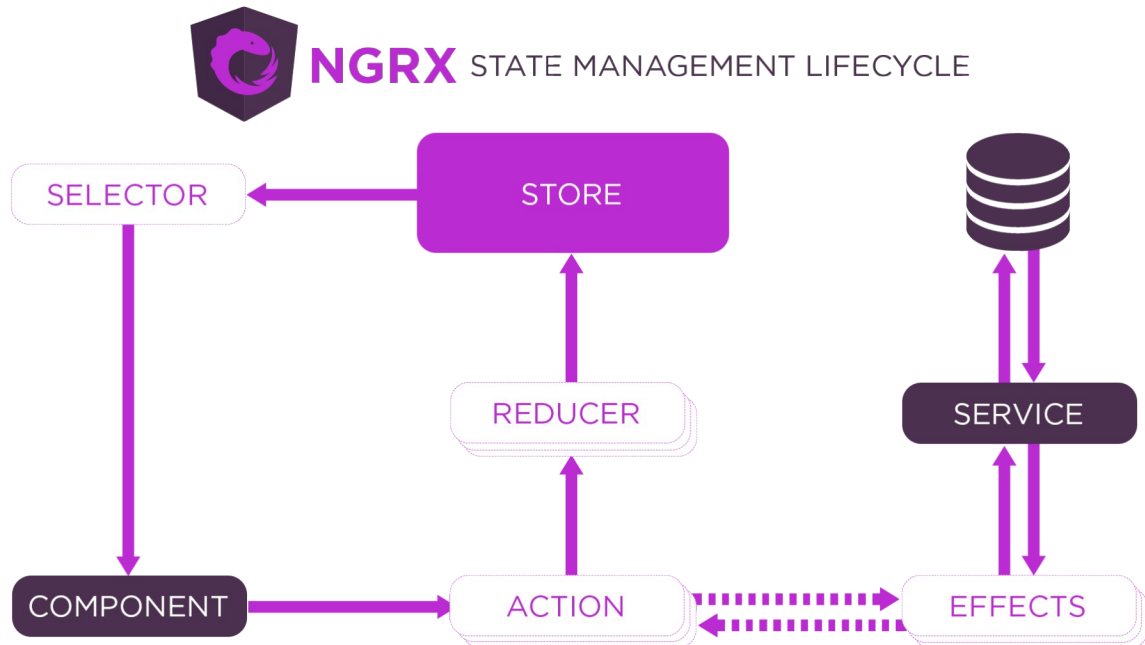 NGRX STATE MANAGEMENT LIFECYCLE
SELECTOR
STORE
REDUCER
SERVICE
COMPONENT
ACTION
EFFECTS